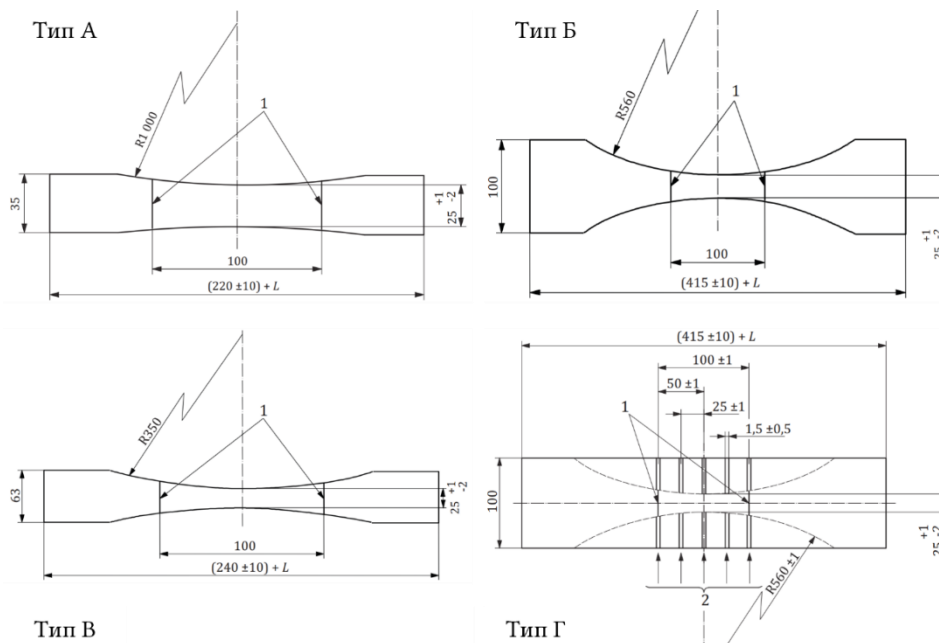 Тип А
R1 000
1
35
25 +1 -2
100
(220 ±10) + L
Тип Б
R560
1
100
25 +1 -2
100
(415 ±10) + L
R350
1
63
25 +1 -2
100
(240 ±10) + L
Тип В
(415 ±10) + L
100 ±1
50 ±1
25 ±1
1
1,5 ±0,5
100
25 +1 -2
R560 ±1
2
Тип Г